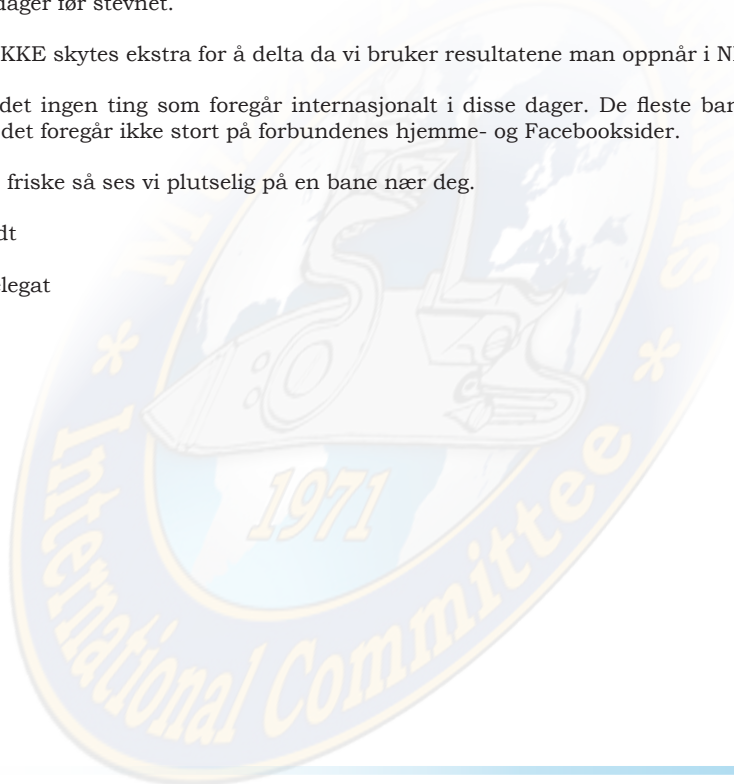 dager før stevnet.
KKE skytes ekstra for å delta da vi bruker resultatene man oppnår i
det ingen ting som foregår internasjonalt i disse dager. De fleste
det foregår ikke stort på forbundenes hjemme- og Facebooksider.
friske så ses vi plutselig på en bane nær deg.
dt
legat
1971
* International Committee *